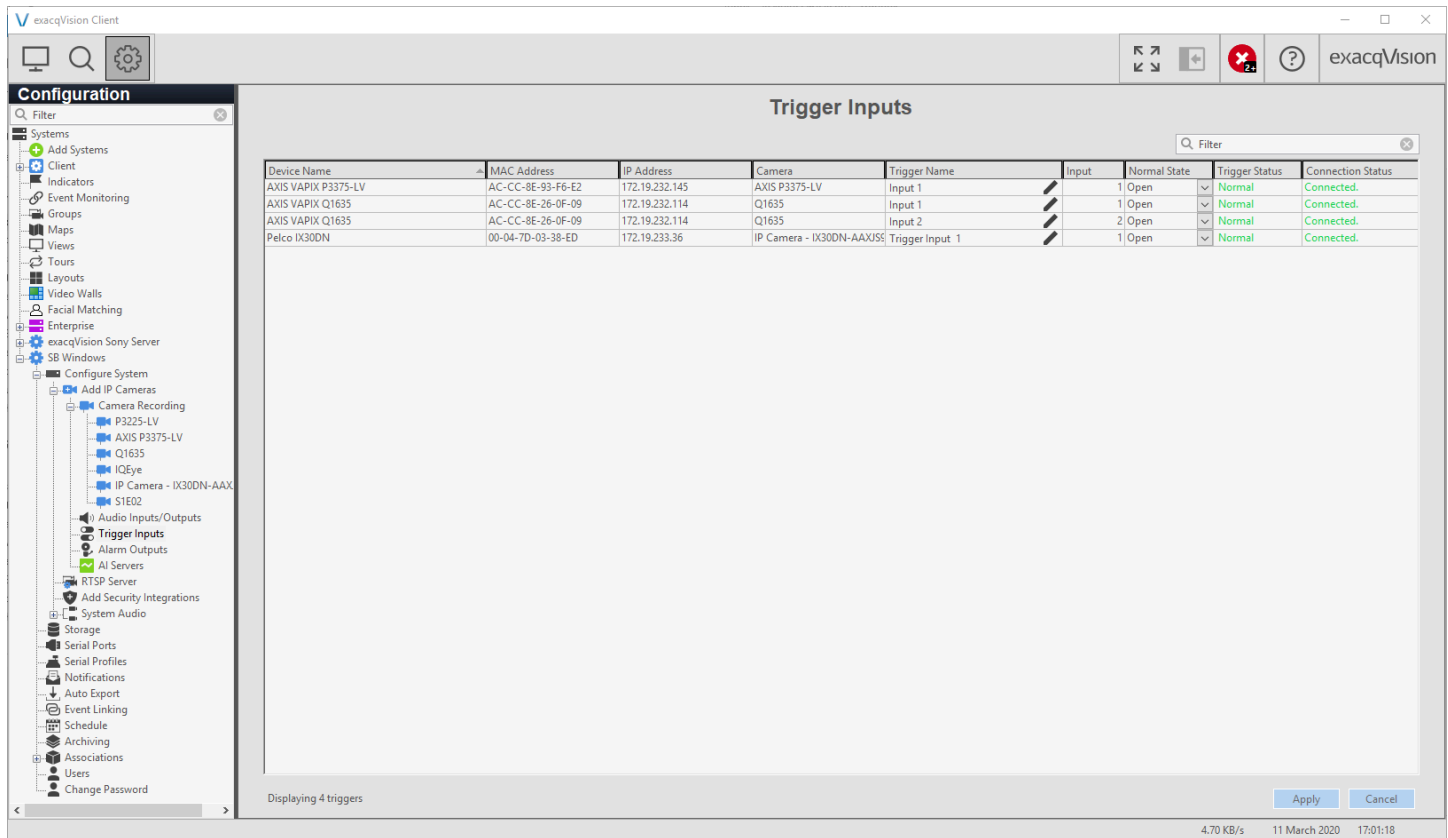 exacqVision Client
2+
?
exacqVision
Configuration
Filter
Systems
Add Systems
Client
Indicators
Event Monitoring
Groups
Maps
Views
Tours
Layouts
Video Walls
Facial Matching
Enterprise
exacqVision Sony Server
SB Windows
Configure System
Add IP Cameras
Camera Recording
P3225-LV
AXIS P3375-LV
Q1635
IQEye
IP Camera - IX30DN-AAX
S1E02
Audio Inputs/Outputs
Trigger Inputs
Alarm Outputs
AI Servers
RTSP Server
Add Security Integrations
System Audio
Storage
Serial Ports
Serial Profiles
Notifications
Auto Export
Event Linking
Schedule
Archiving
Associations
Users
Change Password
Trigger Inputs
Filter
Device Name MAC Address IP Address Camera Trigger Name Input Normal State Trigger Status Connection Status
AXIS VAPIX P3375-LV AC-CC-8E-93-F6-E2 172.19.232.145 AXIS P3375-LV Input 1 1 Open Normal Connected.
AXIS VAPIX Q1635 AC-CC-8E-26-0F-09 172.19.232.114 Q1635 Input 1 1 Open Normal Connected.
AXIS VAPIX Q1635 AC-CC-8E-26-0F-09 172.19.232.114 Q1635 Input 2 2 Open Normal Connected.
Pelco IX30DN 00-04-7D-03-38-ED 172.19.233.36 IP Camera - IX30DN-AAXJS9 Trigger Input 1 1 Open Normal Connected.
Displaying 4 triggers
Apply Cancel
4.70 KB/s 11 March 2020 17:01:18